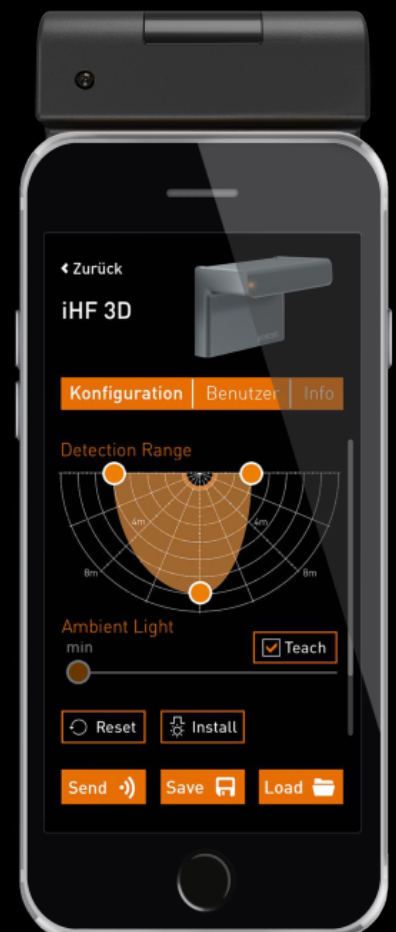 Zurück
iHF 3D
Konfiguration Benutzer Info
Detection Range
4m 4m
8m 8m
Ambient Light
min
Teach
Reset Install
Send Save Load